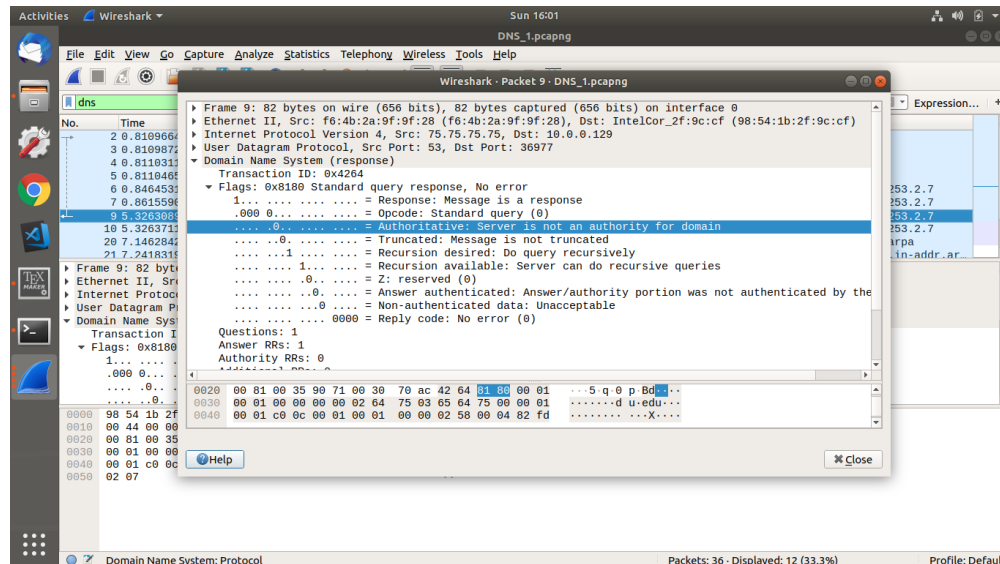 Activities Wireshark Sun 16:01
DNS_1.pcapng
File Edit View Go Capture Analyze Statistics Telephony Wireless Tools Help
Wireshark · Packet 9 · DNS_1.pcapng
dns
Expression... +
No. Time
2 0.8109664
3 0.8109872
4 0.8110311
5 0.8110465
6 0.8464531 253.2.7
7 0.8615590 253.2.7
9 5.3263089 253.2.7
10 5.3263711 253.2.7
20 7.1462842 arpa
21 7.2418319 .in-addr.ar…
Frame 9: 82 bytes on wire (656 bits), 82 bytes captured (656 bits) on interface 0
Ethernet II, Src: f6:4b:2a:9f:9f:28 (f6:4b:2a:9f:9f:28), Dst: IntelCor_2f:9c:cf (98:54:1b:2f:9c:cf)
Internet Protocol Version 4, Src: 75.75.75.75, Dst: 10.0.0.129
User Datagram Protocol, Src Port: 53, Dst Port: 36977
Domain Name System (response)
Transaction ID: 0x4264
Flags: 0x8180 Standard query response, No error
1... .... .... .... = Response: Message is a response
.000 0... .... .... = Opcode: Standard query (0)
.... .0.. .... .... = Authoritative: Server is not an authority for domain
.... ..0. .... .... = Truncated: Message is not truncated
.... ...1 .... .... = Recursion desired: Do query recursively
.... .... 1... .... = Recursion available: Server can do recursive queries
.... .... .0.. .... = Z: reserved (0)
.... .... ..0. .... = Answer authenticated: Answer/authority portion was not authenticated by the
.... .... ...0 .... = Non-authenticated data: Unacceptable
.... .... .... 0000 = Reply code: No error (0)
Questions: 1
Answer RRs: 1
Authority RRs: 0
0020 00 81 00 35 90 71 00 30 70 ac 42 64 81 80 00 01 ···5·q·0 p·Bd····
0030 00 01 00 00 00 00 02 64 75 03 65 64 75 00 00 01 ·······d u·edu···
0040 00 01 c0 0c 00 01 00 01 00 00 02 58 00 04 82 fd ········ ···X····
Help
Close
Frame 9: 82 byte
Ethernet II, Src
Internet Protoc
User Datagram P
Domain Name Sys
Transaction I
Flags: 0x8180
1... .... .
.000 0... .
.... .0.. .
.... ..0. .
0000 98 54 1b 2f
0010 00 44 00 00
0020 00 81 00 35
0030 00 01 00 00
0040 00 01 c0 0c
0050 02 07
TEX
MAKER
Domain Name System: Protocol
Packets: 36 · Displayed: 12 (33.3%)
Profile: Defau